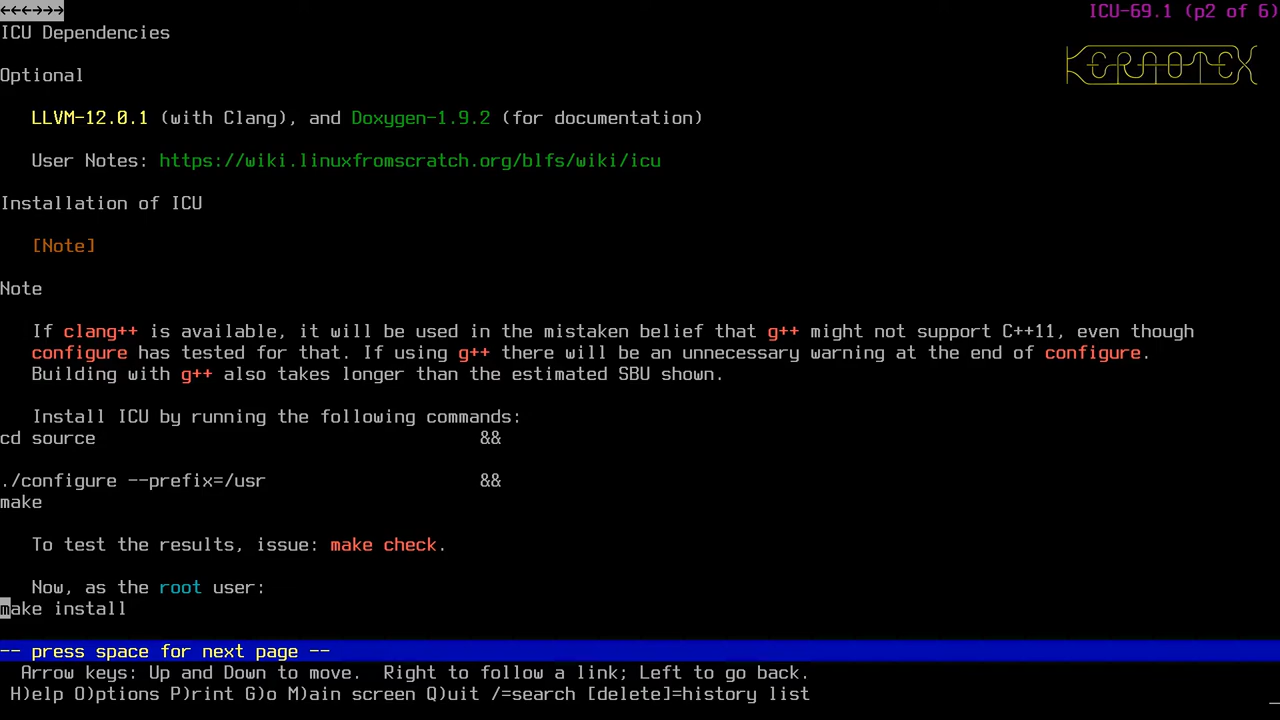 ←←←→→→
ICU-69.1 (p2 of 6)
ICU Dependencies
KERNOTEX
Optional
LLVM-12.0.1 (with Clang), and Doxygen-1.9.2 (for documentation)
User Notes: https://wiki.linuxfromscratch.org/blfs/wiki/icu
Installation of ICU
[Note]
Note
If clang++ is available, it will be used in the mistaken belief that g++ might not support C++11, even though
configure has tested for that. If using g++ there will be an unnecessary warning at the end of configure.
Building with g++ also takes longer than the estimated SBU shown.
Install ICU by running the following commands:
cd source &&
./configure --prefix=/usr &&
make
To test the results, issue: make check.
Now, as the root user:
make install
-- press space for next page --
Arrow keys: Up and Down to move. Right to follow a link; Left to go back.
H)elp O)ptions P)rint G)o M)ain screen Q)uit /=search [delete]=history list